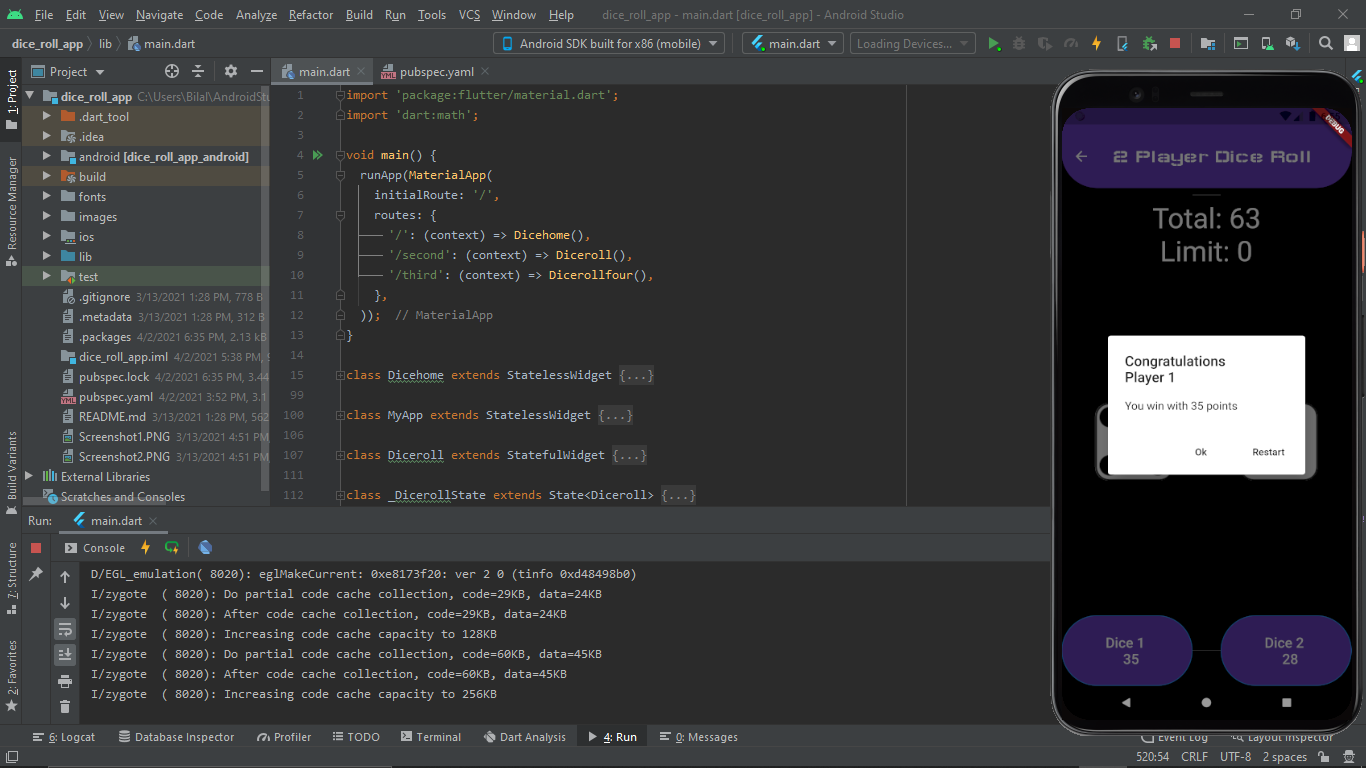 File Edit View Navigate Code Analyze Refactor Build Run Tools VCS Window Help dice_roll_app - main.dart [dice_roll_app] - Android Studio
dice_roll_app lib main.dart Android SDK built for x86 (mobile) main.dart Loading Devices...
Project main.dart pubspec.yaml
1: Project
Resource Manager
Build Variants
7: Structure
2: Favorites
dice_roll_app C:\Users\Bilal\AndroidStu
.dart_tool
.idea
android [dice_roll_app_android]
build
fonts
images
ios
lib
test
.gitignore 3/13/2021 1:28 PM, 778 B
.metadata 3/13/2021 1:28 PM, 312 B
.packages 4/2/2021 6:35 PM, 2.13 kB
dice_roll_app.iml 4/2/2021 5:38 PM, 9
pubspec.lock 4/2/2021 6:35 PM, 3.44
pubspec.yaml 4/2/2021 3:52 PM, 3.1
README.md 3/13/2021 1:28 PM, 562
Screenshot1.PNG 3/13/2021 4:51 P
Screenshot2.PNG 3/13/2021 4:51 P
External Libraries
Scratches and Consoles
1 import 'package:flutter/material.dart';
2 import 'dart:math';
3
4 void main() {
5 runApp(MaterialApp(
6 initialRoute: '/',
7 routes: {
8 '/': (context) => Dicehome(),
9 '/second': (context) => Diceroll(),
10 '/third': (context) => Dicerollfour(),
11 },
12 )); // MaterialApp
13 }
14
15 class Dicehome extends StatelessWidget {...}
99
100 class MyApp extends StatelessWidget {...}
106
107 class Diceroll extends StatefulWidget {...}
111
112 class _DicerollState extends State<Diceroll> {...}
DEBUG
2 Player Dice Roll
Total: 63
Limit: 0
Congratulations
Player 1
You win with 35 points
Ok Restart
Dice 1 Dice 2
35 28
Run: main.dart
Console
D/EGL_emulation( 8020): eglMakeCurrent: 0xe8173f20: ver 2 0 (tinfo 0xd48498b0)
I/zygote ( 8020): Do partial code cache collection, code=29KB, data=24KB
I/zygote ( 8020): After code cache collection, code=29KB, data=24KB
I/zygote ( 8020): Increasing code cache capacity to 128KB
I/zygote ( 8020): Do partial code cache collection, code=60KB, data=45KB
I/zygote ( 8020): After code cache collection, code=60KB, data=45KB
I/zygote ( 8020): Increasing code cache capacity to 256KB
6: Logcat Database Inspector Profiler TODO Terminal Dart Analysis 4: Run 0: Messages Event Log Layout Inspector
520:54 CRLF UTF-8 2 spaces